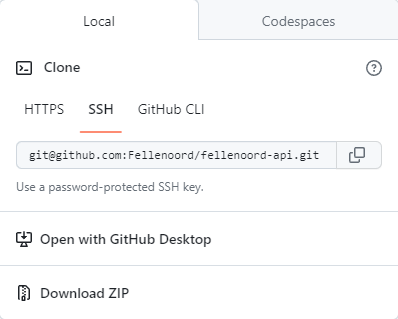 Local
Codespaces
Clone
HTTPS
SSH
GitHub CLI
git@github.com:Fellenoord/fellenoord-api.git
Use a password-protected SSH key.
Open with GitHub Desktop
Download ZIP